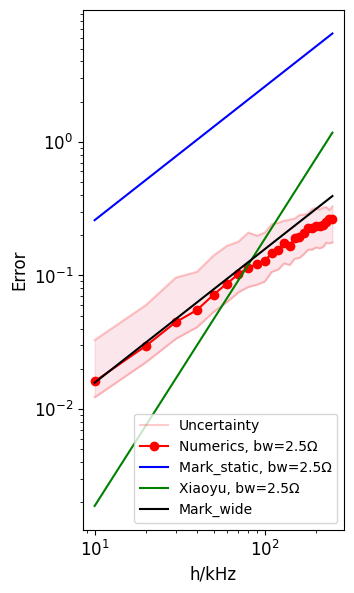 Error
10⁰
10⁻¹
10⁻²
Uncertainty
Numerics, bw=2.5Ω
Mark_static, bw=2.5Ω
Xiaoyu, bw=2.5Ω
Mark_wide
10¹
10²
h/kHz